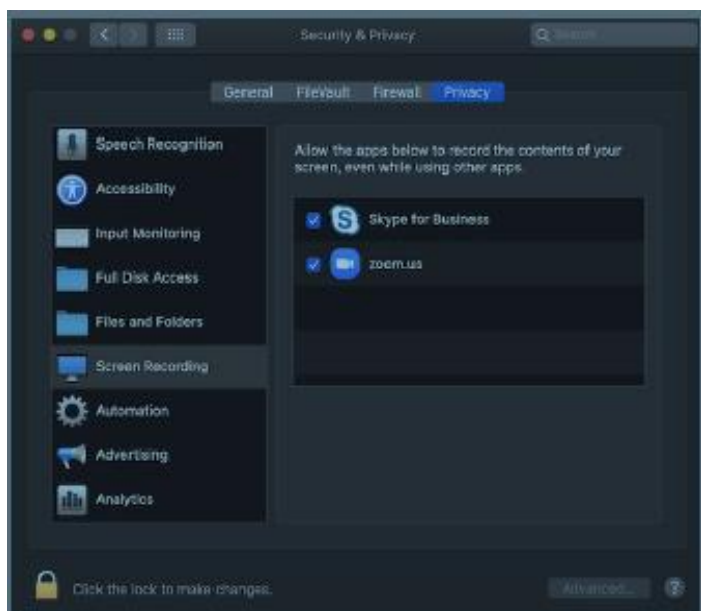 Security & Privacy
Search
General FileVault Firewall Privacy
Speech Recognition
Accessibility
Input Monitoring
Full Disk Access
Files and Folders
Screen Recording
Automation
Advertising
Analytics
Allow the apps below to record the contents of your
screen, even while using other apps.
Skype for Business
zoom.us
Click the lock to make changes.
Advanced...
?